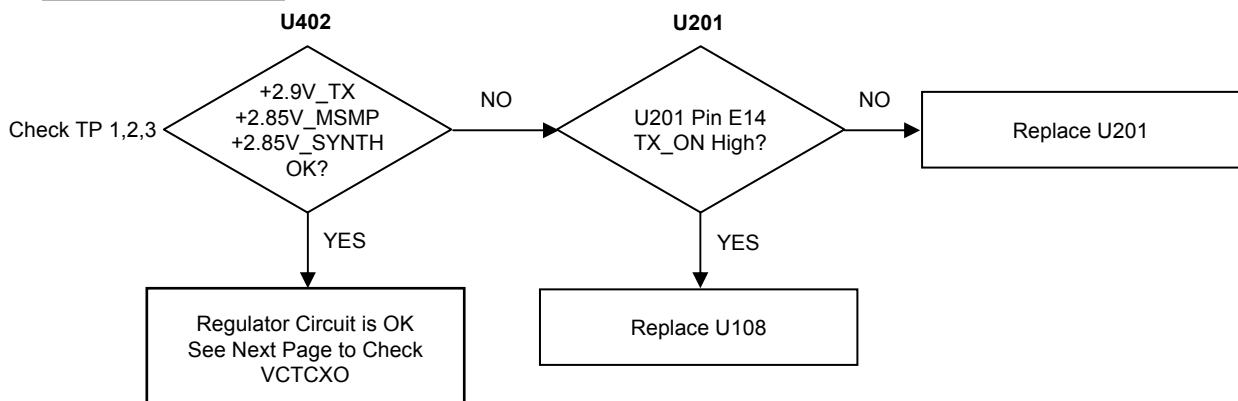 U402
U201
Check TP 1,2,3
+2.9V_TX
+2.85V_MSMP
+2.85V_SYNTH
OK?
NO
U201 Pin E14
TX_ON High?
NO
Replace U201
YES
YES
Regulator Circuit is OK
See Next Page to Check
VCTCXO
Replace U108